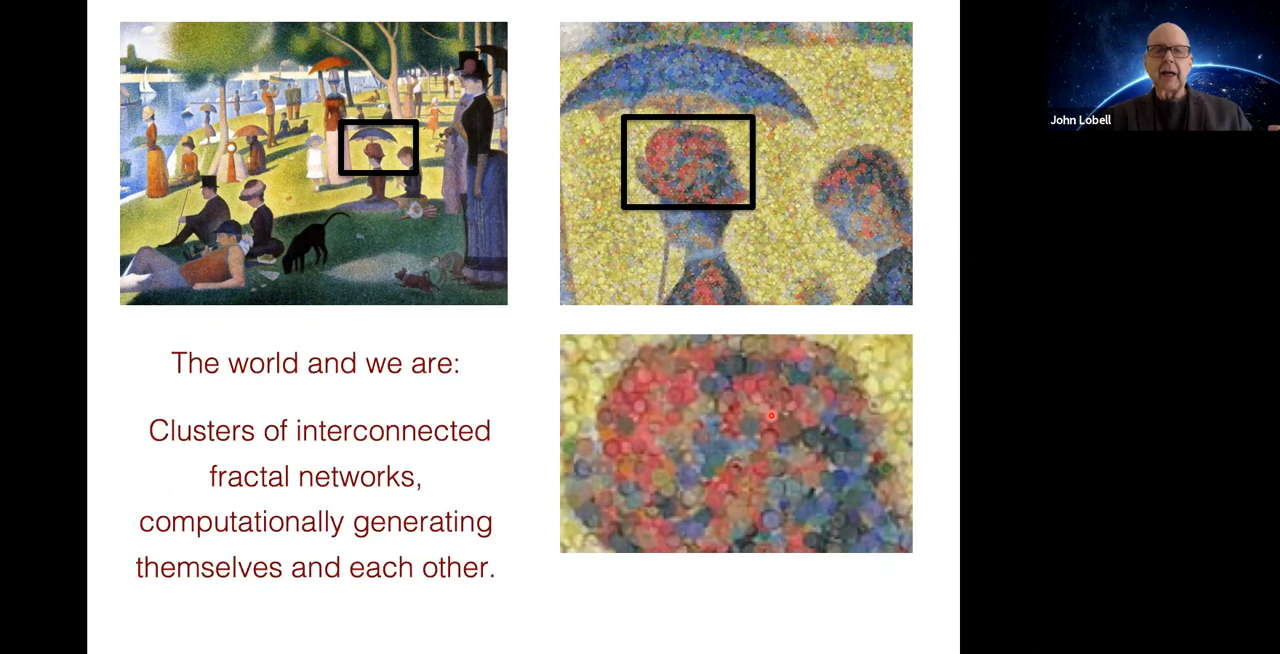 John Lobell
The world and we are:
Clusters of interconnected
fractal networks,
computationally generating
themselves and each other.